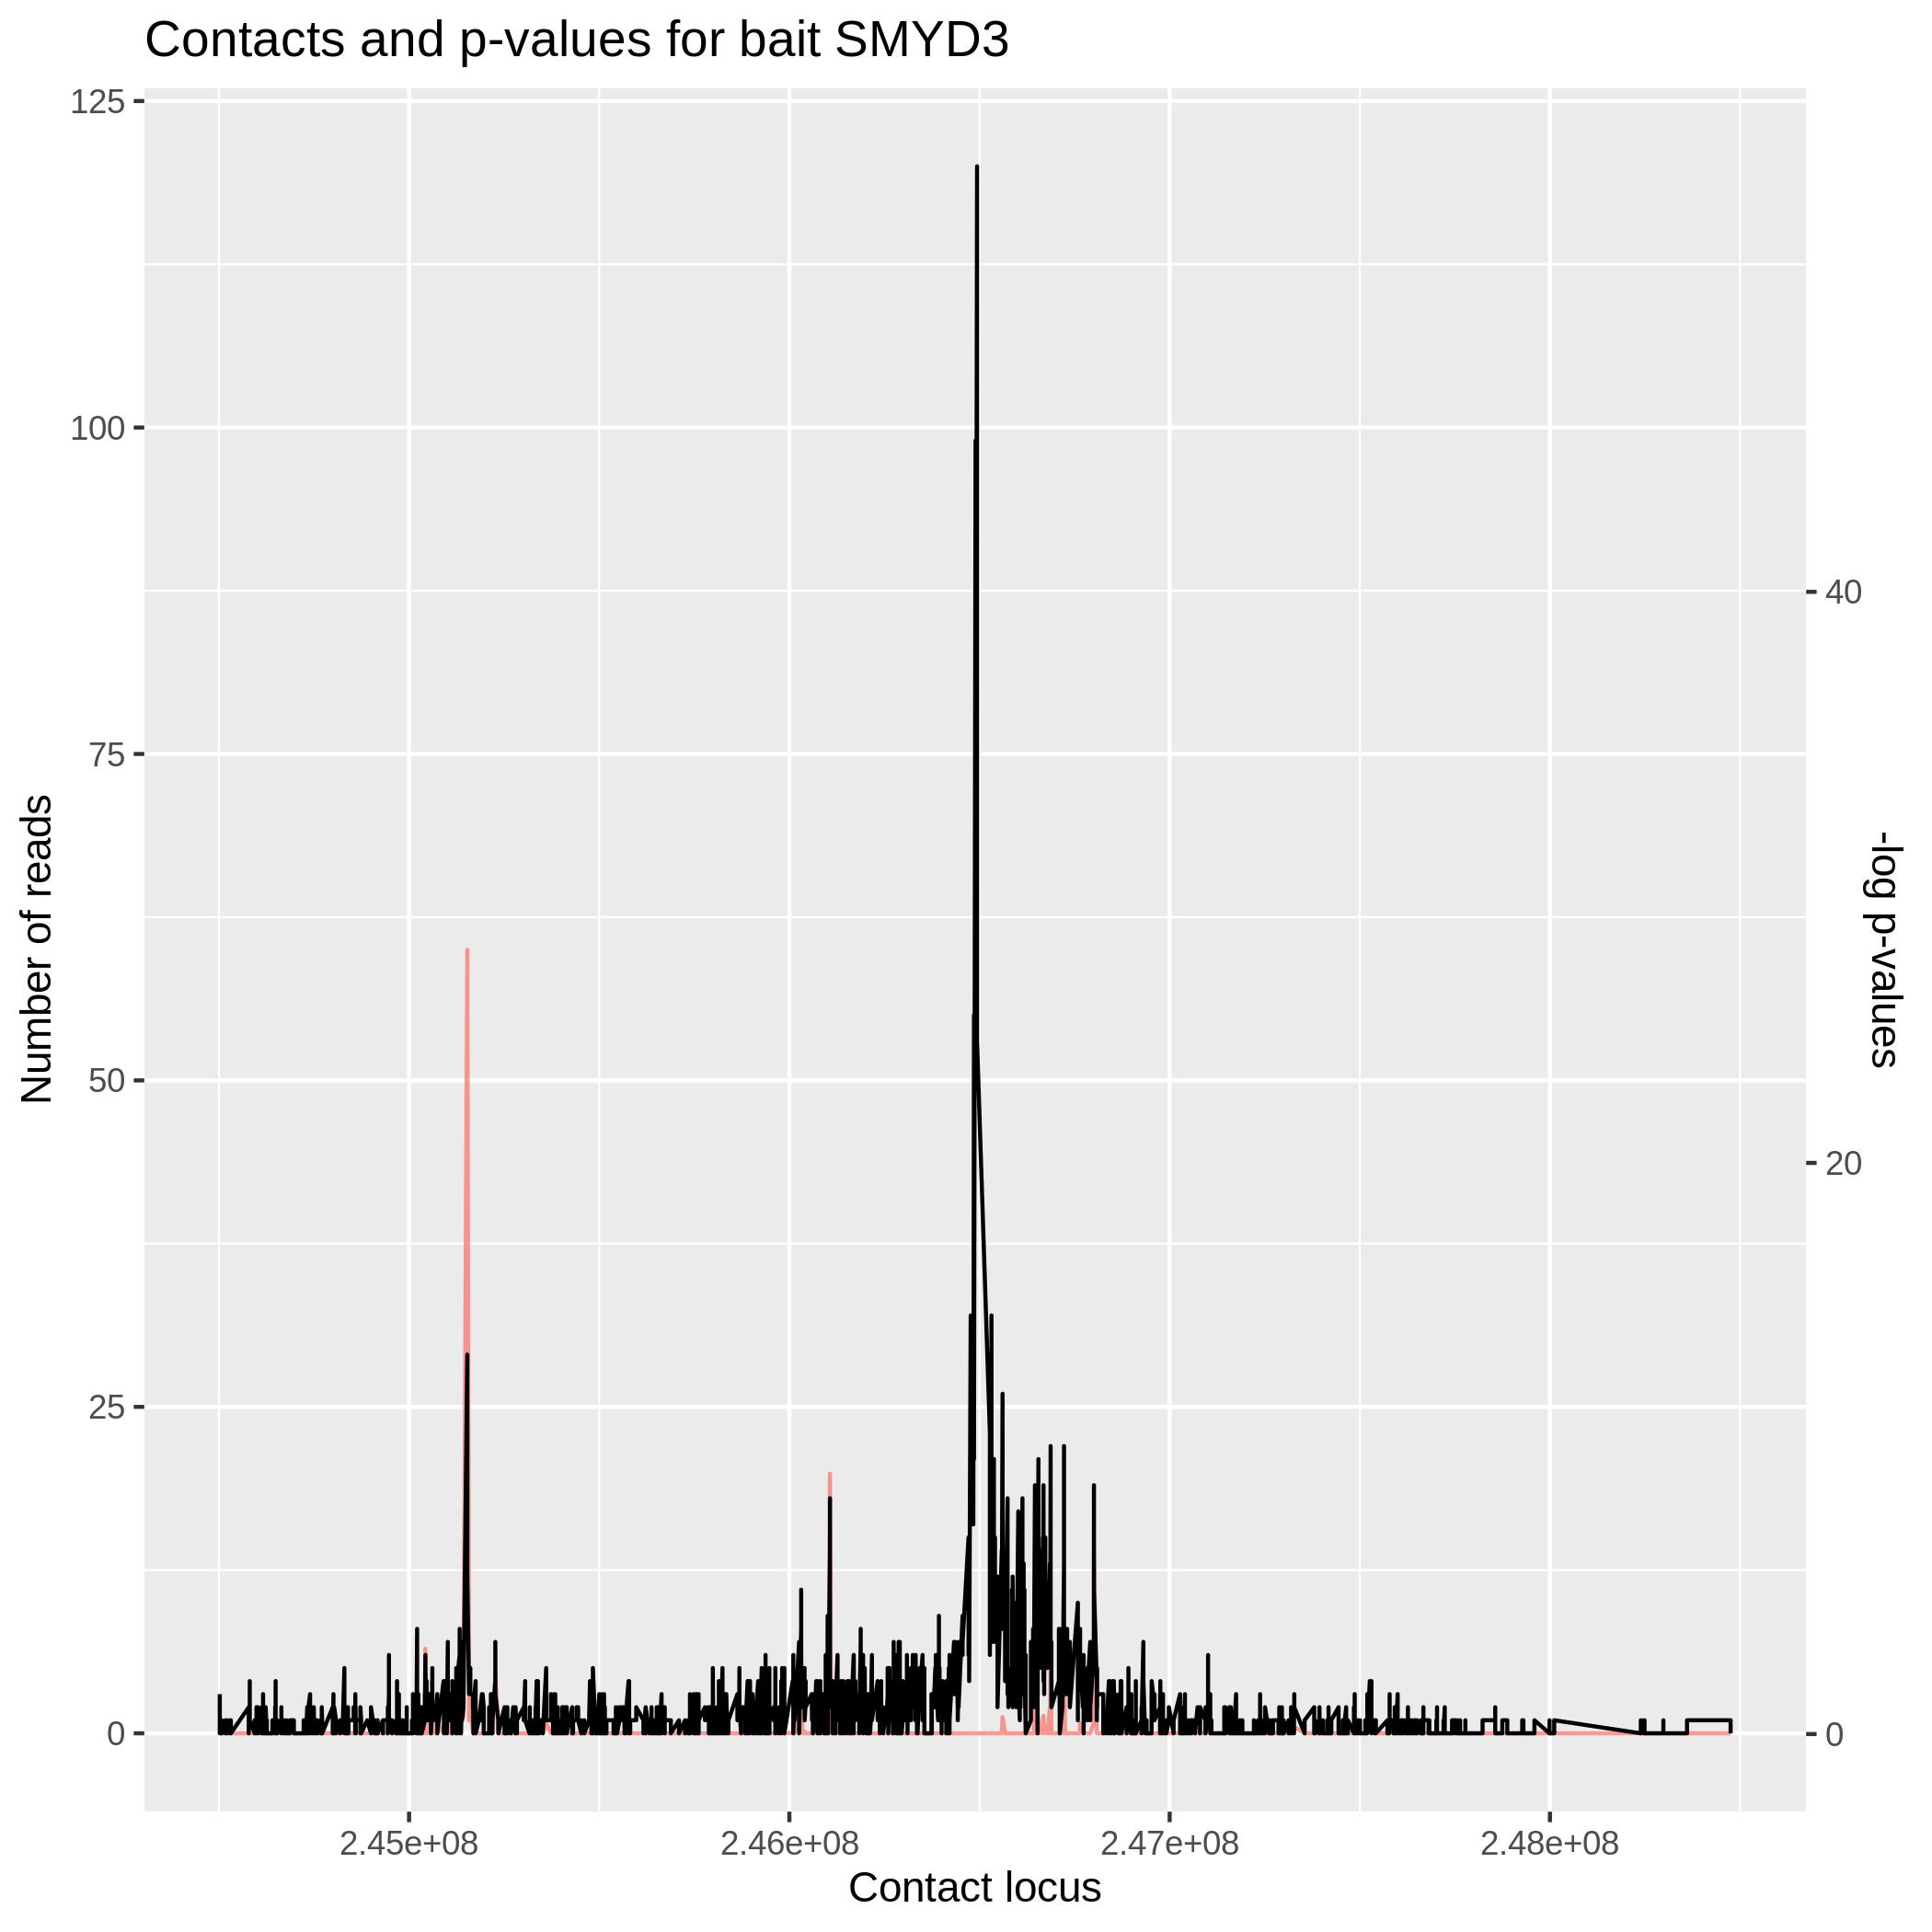 Contacts and p-values for bait SMYD3
125
100
75
50
25
0
Number of reads
40
20
0
-log p-values
2.45e+08
2.46e+08
2.47e+08
2.48e+08
Contact locus